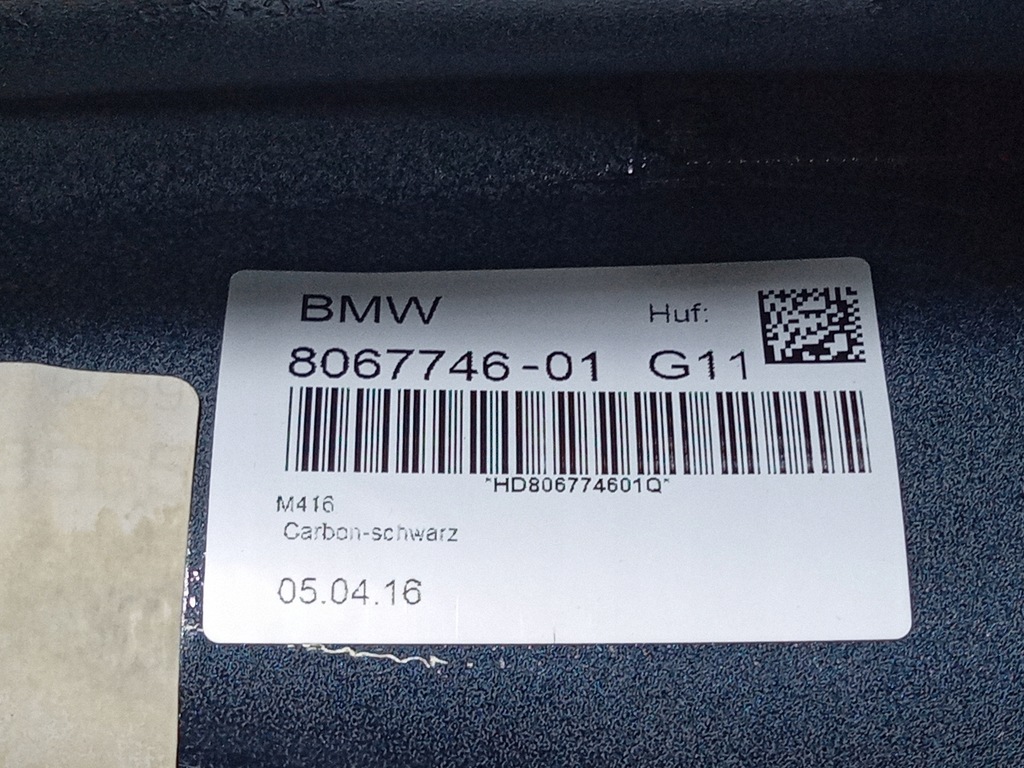 BMW
Huf:
8067746-01 G11
*HD806774601Q*
M416
Carbon-schwarz
05.04.16